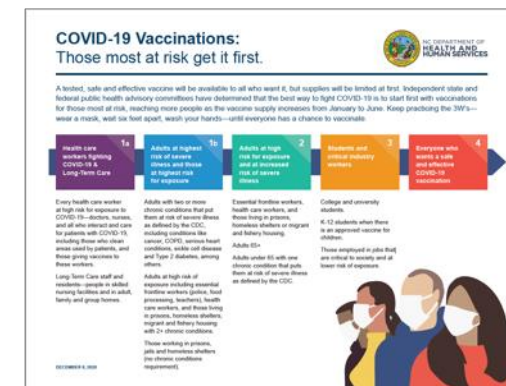 COVID-19 Vaccinations:
Those most at risk get it first.
NC DEPARTMENT OF
HEALTH AND
HUMAN SERVICES
A tested, safe and effective vaccine will be available to all who want it, but supplies will be limited at first. Independent state and
federal public health advisory committees have determined that the best way to fight COVID-19 is to start first with vaccinations
for those most at risk, reaching more people as the vaccine supply increases from January to June. Keep practicing the 3W's—
wear a mask, wait six feet apart, wash your hands—until everyone has a chance to vaccinate.
1a
Health care
workers fighting
COVID-19 &
Long-Term Care
Every health care worker
at high risk for exposure to
COVID-19—doctors, nurses,
and all who interact and care
for patients with COVID-19,
including those who clean
areas used by patients, and
those giving vaccines to
these workers.
Long-Term Care staff and
residents—people in skilled
nursing facilities and in adult,
family and group homes.
1b
Adults at highest
risk of severe
illness and those
at highest risk
for exposure
Adults with two or more
chronic conditions that put
them at risk of severe illness
as defined by the CDC,
including conditions like
cancer, COPD, serious heart
conditions, sickle cell disease
and Type 2 diabetes, among
others.
Adults at high risk of
exposure including essential
frontline workers (police, food
processing, teachers), health
care workers, and those living
in prisons, homeless shelters,
migrant and fishery housing
with 2+ chronic conditions.
Those working in prisons,
jails and homeless shelters
(no chronic conditions
requirement).
2
Adults at high
risk for exposure
and at increased
risk of severe
illness
Essential frontline workers,
health care workers, and
those living in prisons,
homeless shelters or migrant
and fishery housing.
Adults 65+
Adults under 65 with one
chronic condition that puts
them at risk of severe illness
as defined by the CDC.
3
Students and
critical industry
workers
College and university
students.
K-12 students when there
is an approved vaccine for
children.
Those employed in jobs that
are critical to society and at
lower risk of exposure.
4
Everyone who
wants a safe
and effective
COVID-19
vaccination